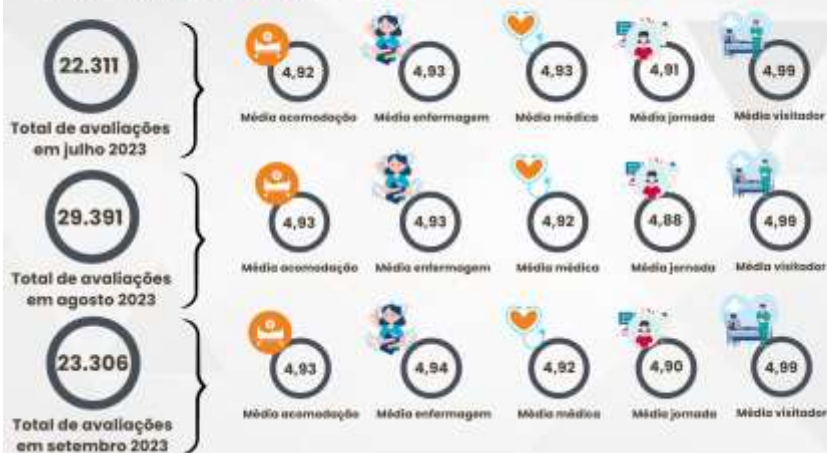 22.311
Total de avaliações
em julho 2023
4,92
Média acomodação
4,93
Média enfermagem
4,93
Média médica
4,91
Média jornada
4,99
Média visitador
29.391
Total de avaliações
em agosto 2023
4,93
Média acomodação
4,93
Média enfermagem
4,92
Média médica
4,88
Média jornada
4,99
Média visitador
23.306
Total de avaliações
em setembro 2023
4,93
Média acomodação
4,94
Média enfermagem
4,92
Média médica
4,90
Média jornada
4,99
Média visitador